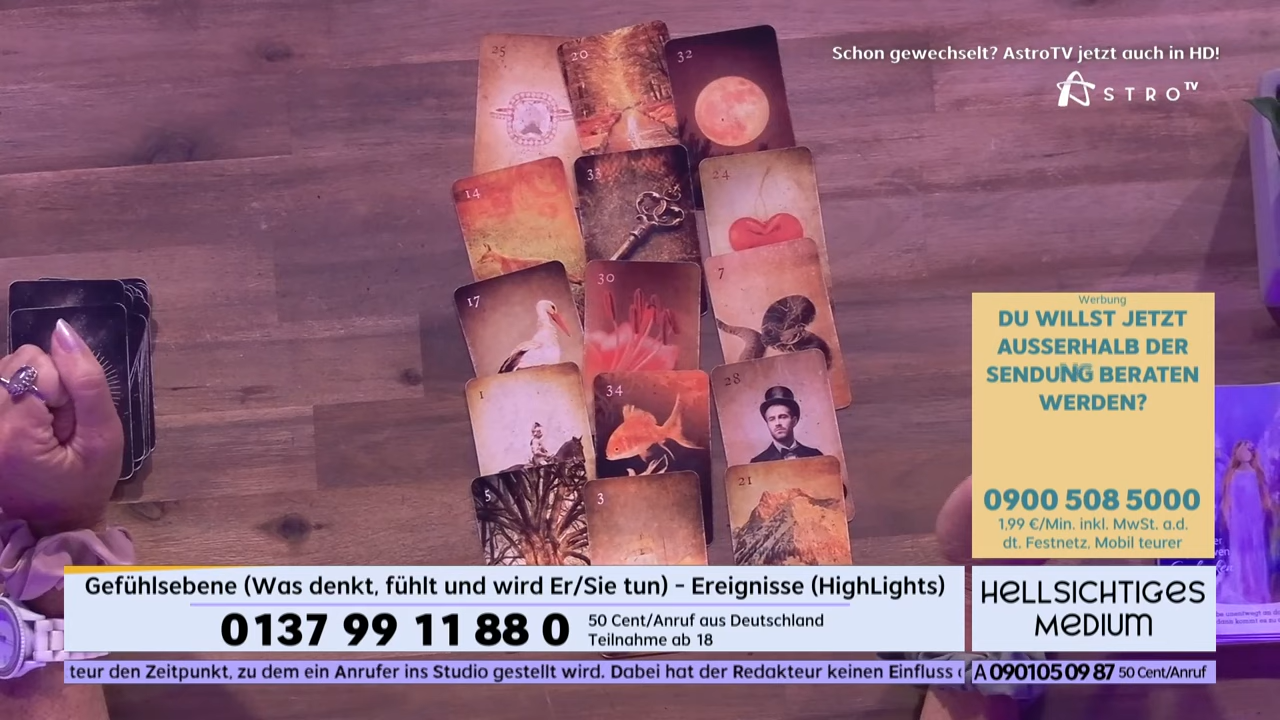 Schon gewechselt? AstroTV jetzt auch in HD!
ASTRO TV
25
20
32
14
33
24
17
30
7
1
34
28
5
3
21
Werbung
DU WILLST JETZT
AUSSERHALB DER
SENDUNG BERATEN
WERDEN?
0900 508 5000
1,99 €/Min. inkl. MwSt. a.d.
dt. Festnetz, Mobil teurer
Gefühlsebene (Was denkt, fühlt und wird Er/Sie tun) - Ereignisse (HighLights)
0137 99 11 88 0
50 Cent/Anruf aus Deutschland
Teilnahme ab 18
HELLSICHTIGES
MEDIUM
teur den Zeitpunkt, zu dem ein Anrufer ins Studio gestellt wird. Dabei hat der Redakteur keinen Einfluss
A 090105 09 87 50 Cent/Anruf